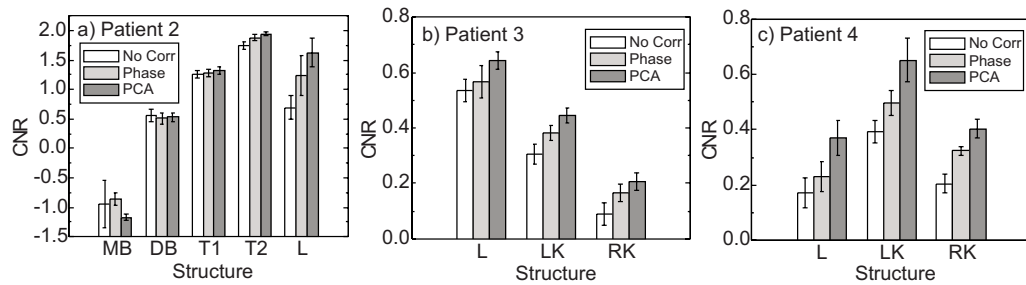 a) Patient 2
No Corr
Phase
PCA
CNR
2.0
1.5
1.0
0.5
0.0
-1.0
-1.5
MB DB T1 T2 L
Structure
b) Patient 3
No Corr
Phase
PCA
CNR
0.8
0.6
0.4
0.2
0.0
L LK RK
Structure
c) Patient 4
No Corr
Phase
PCA
CNR
0.8
0.6
0.4
0.2
0.0
L LK RK
Structure